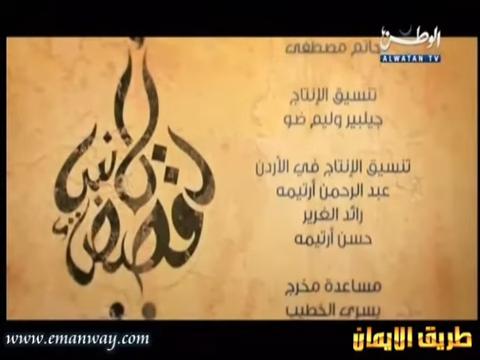 الوطن
ALWATAN TV
حاتم مصطفى
تنسيق الإنتاج
جيلبير وليم ضو
تنسيق الإنتاج في الأردن
عبد الرحمن أرتيمه
رائد الغرير
حسن أرتيمه
مساعدة مخرج
يسرى الخطيب
قصص الأنبياء
www.emanway.com
طريق الايمان